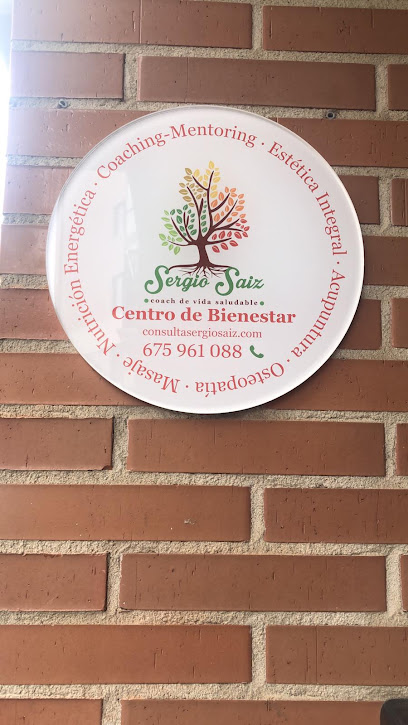 Nutrición Energética · Coaching-Mentoring · Estética Integral · Acupuntura · Osteopatía · Masaje ·
Sergio Saiz
•coach de vida saludable•
Centro de Bienestar
consultasergiosaiz.com
675 961 088